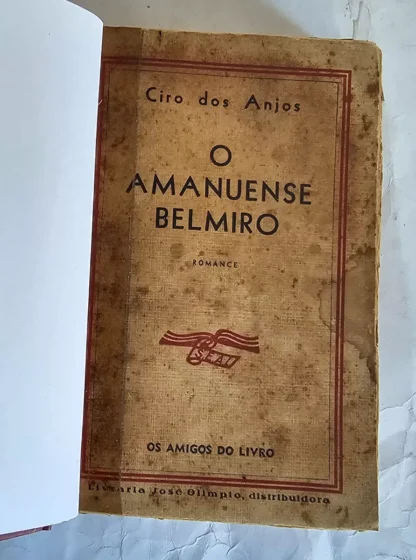 Ciro dos Anjos
O
AMANUENSE
BELMIRO
ROMANCE
SEAL
OS AMIGOS DO LIVRO
Livraria José Olimpio, distribuidora